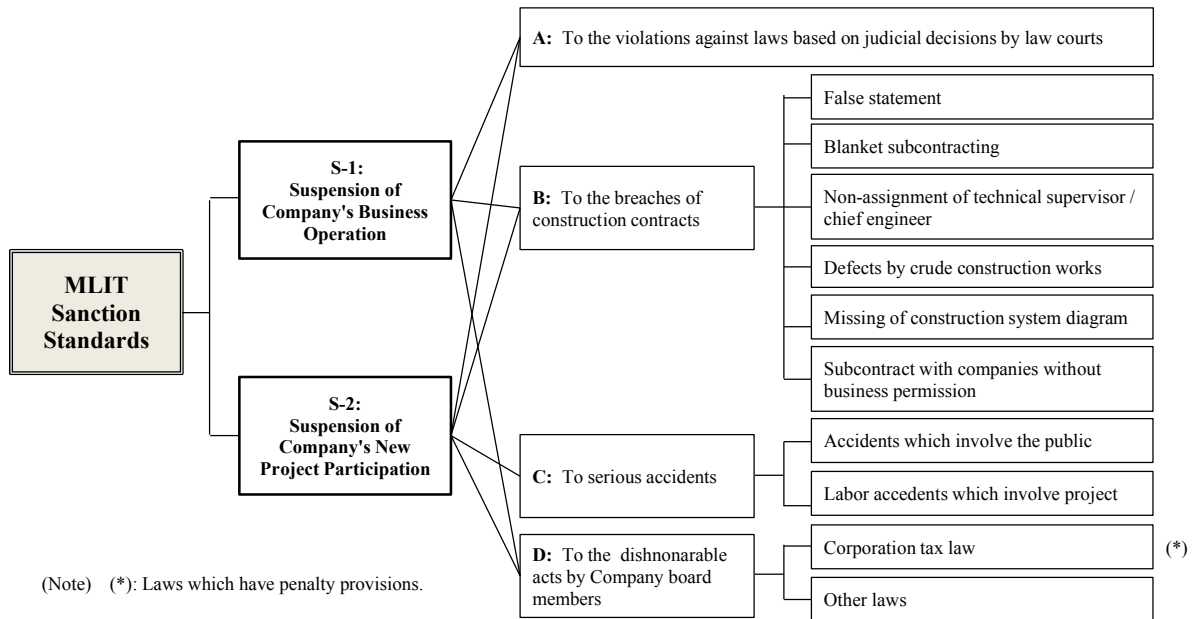 MLIT
Sanction
Standards
S-1:
Suspension of
Company's Business
Operation
S-2:
Suspension of
Company's New
Project Participation
A: To the violations against laws based on judicial decisions by law courts
B: To the breaches of
construction contracts
False statement
Blanket subcontracting
Non-assignment of technical supervisor /
chief engineer
Defects by crude construction works
Missing of construction system diagram
Subcontract with companies without
business permission
C: To serious accidents
Accidents which involve the public
Labor accedents which involve project
D: To the dishnonarable
acts by Company board
members
Corporation tax law
(*)
Other laws
(Note) (*): Laws which have penalty provisions.